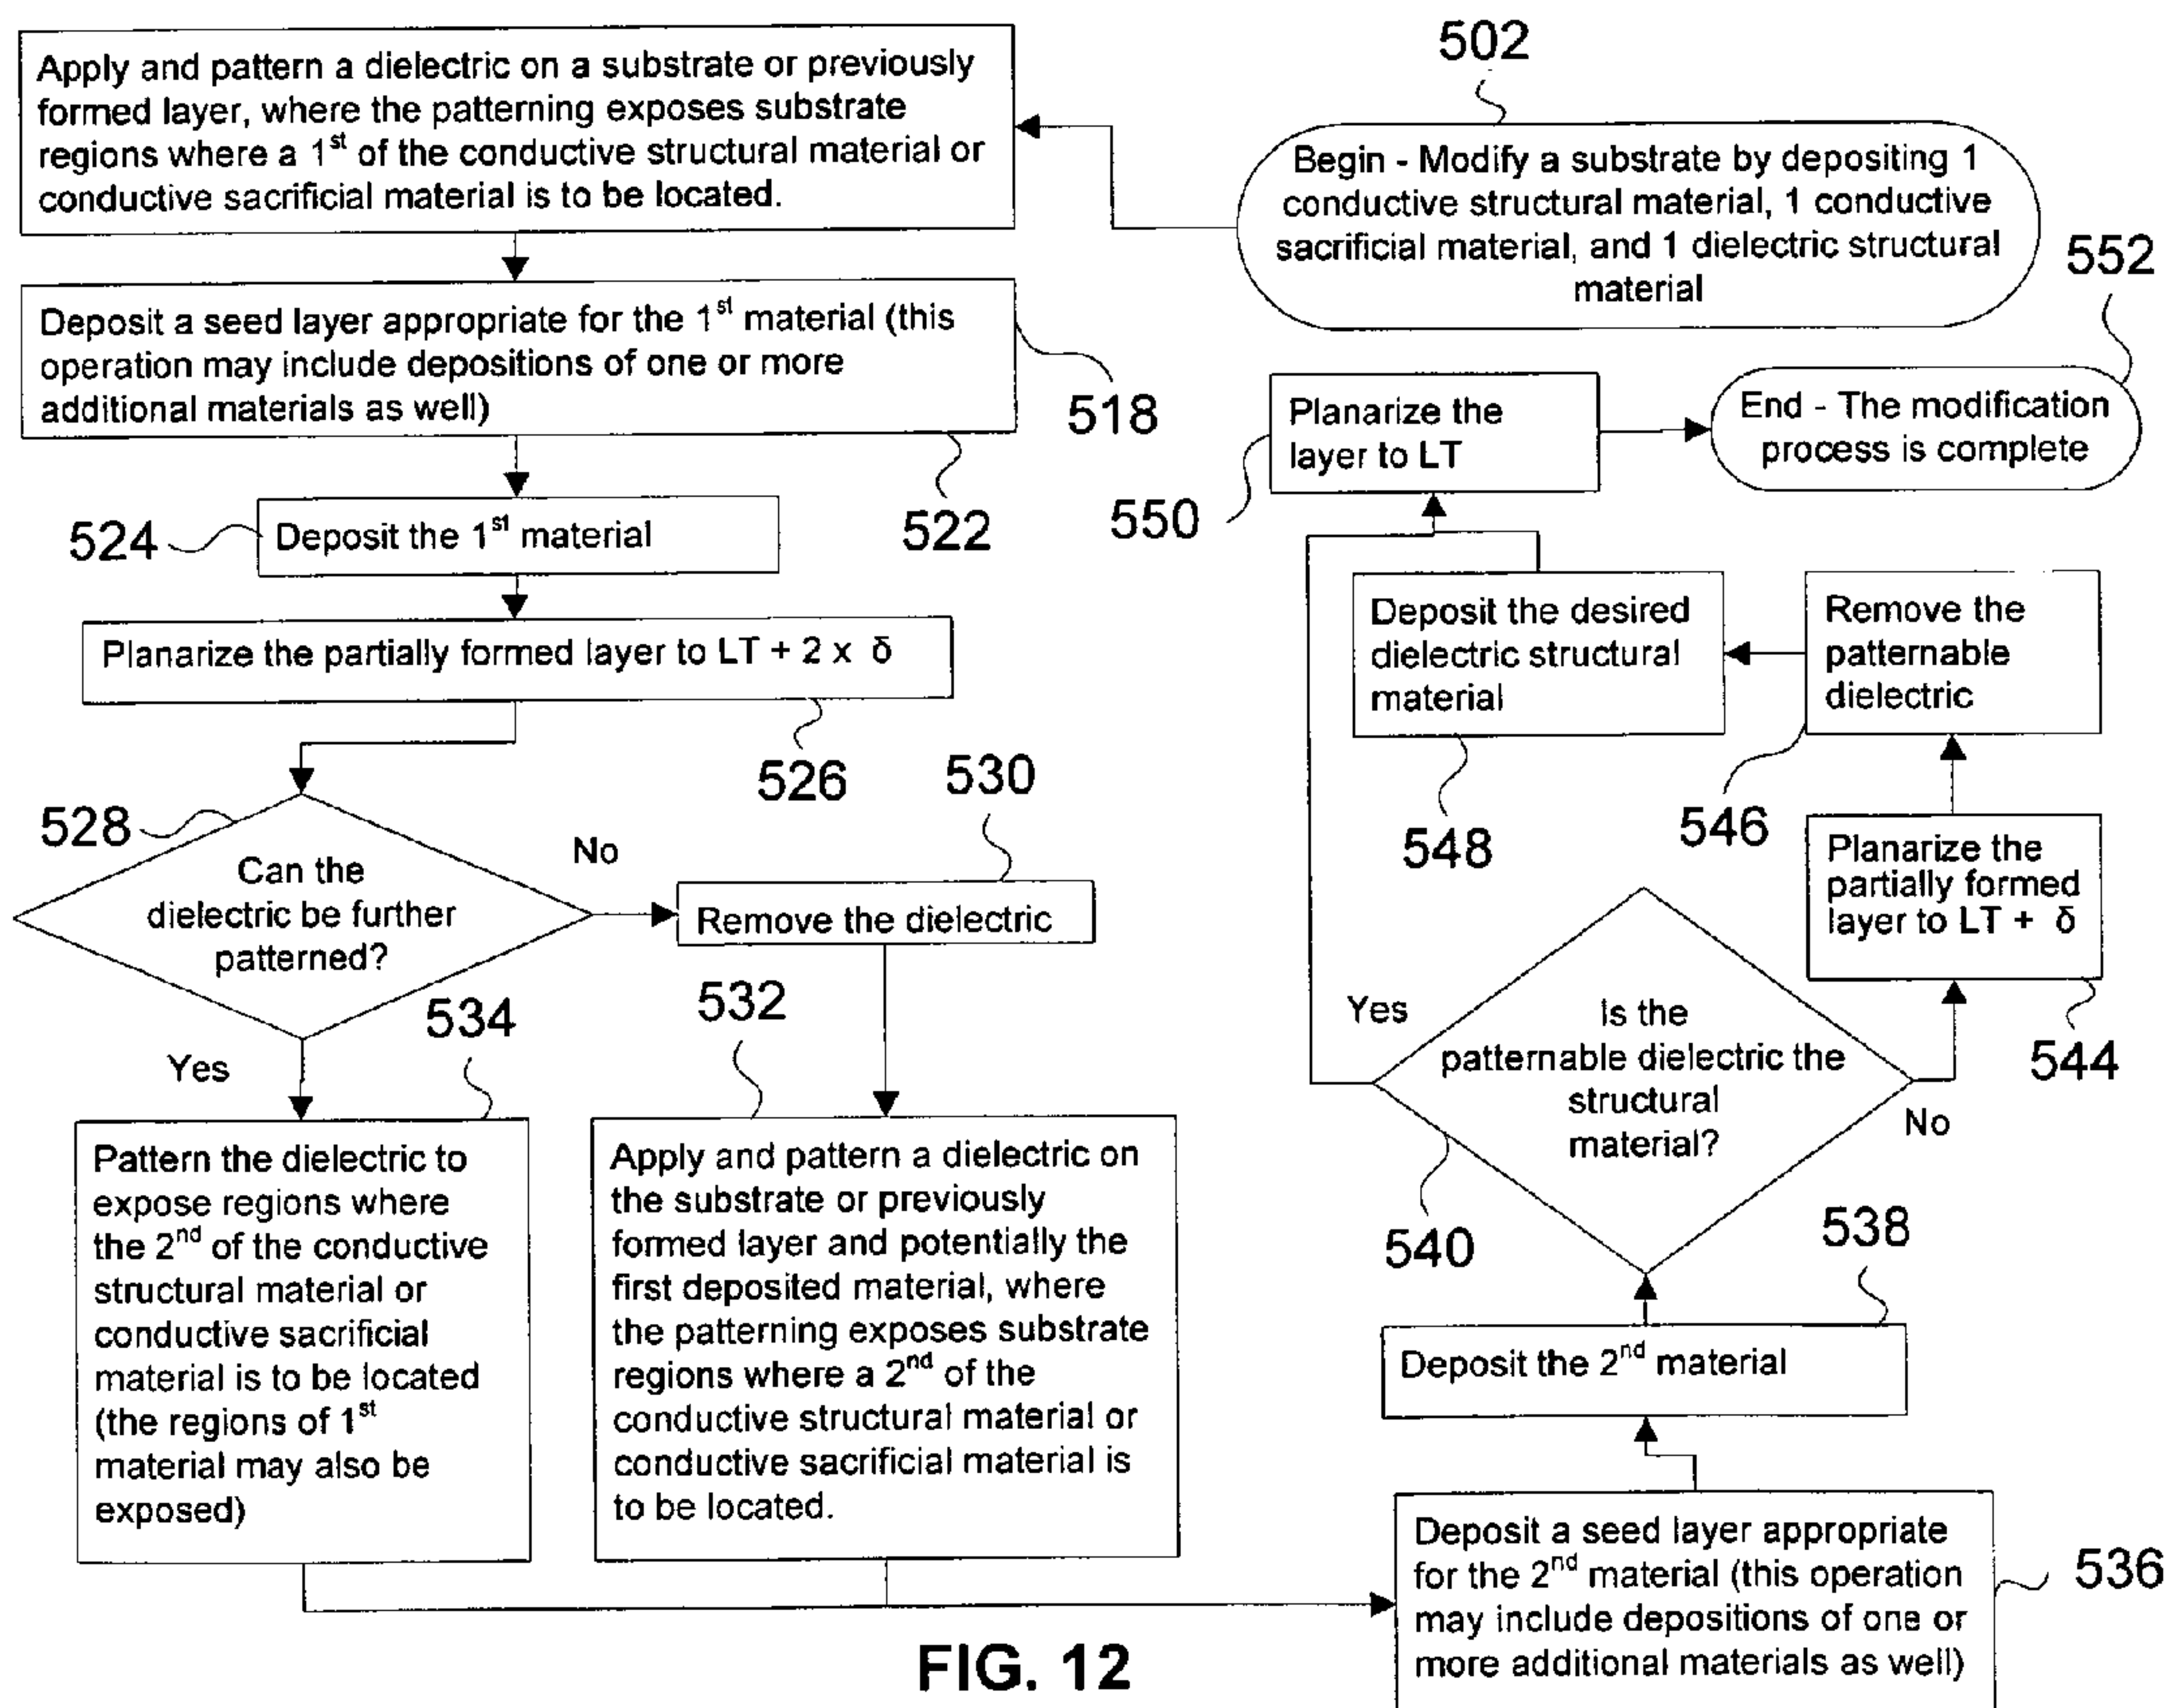 502
Begin - Modify a substrate by depositing 1
conductive structural material, 1 conductive
sacrificial material, and 1 dielectric structural
material
Apply and pattern a dielectric on a substrate or previously
formed layer, where the patterning exposes substrate
regions where a 1st of the conductive structural material or
conductive sacrificial material is to be located.
518
Deposit a seed layer appropriate for the 1st material (this
operation may include depositions of one or more
additional materials as well)
522
524
Deposit the 1st material
Planarize the partially formed layer to LT + 2 x δ
526
528
Can the
dielectric be further
patterned?
No
530
Remove the dielectric
Yes
534
Pattern the dielectric to
expose regions where
the 2nd of the conductive
structural material or
conductive sacrificial
material is to be located
(the regions of 1st
material may also be
exposed)
532
Apply and pattern a dielectric on
the substrate or previously
formed layer and potentially the
first deposited material, where
the patterning exposes substrate
regions where a 2nd of the
conductive structural material or
conductive sacrificial material is
to be located.
536
Deposit a seed layer appropriate
for the 2nd material (this operation
may include depositions of one or
more additional materials as well)
538
Deposit the 2nd material
540
Is the
patternable dielectric the
structural
material?
Yes
No
544
Planarize the
partially formed
layer to LT + δ
546
Remove the
patternable
dielectric
548
Deposit the desired
dielectric structural
material
550
Planarize the
layer to LT
552
End - The modification
process is complete
FIG. 12